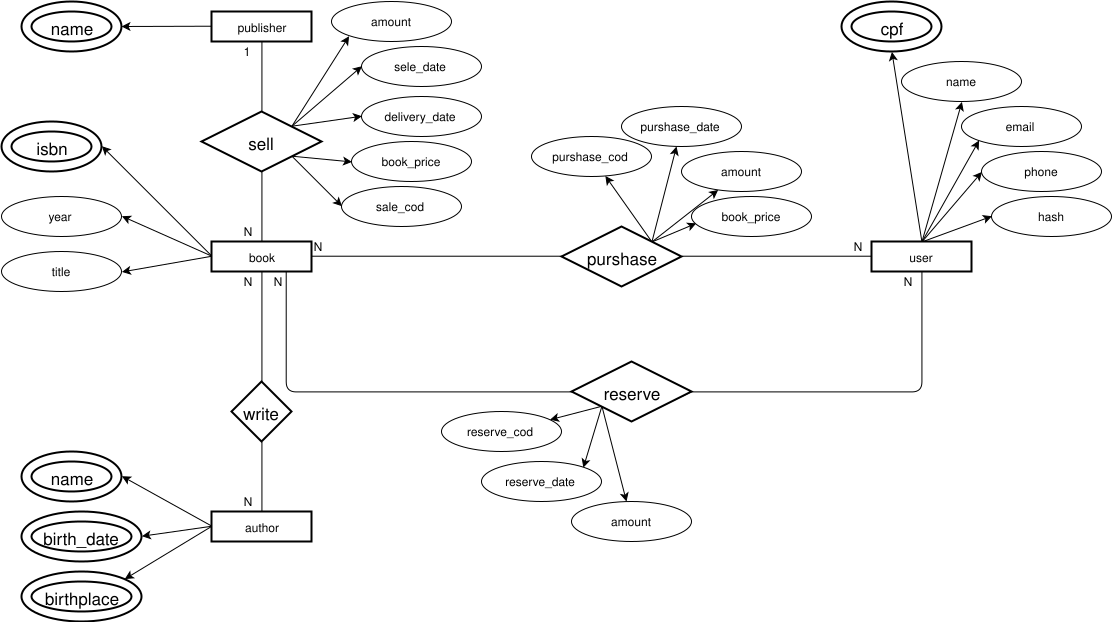 name
publisher
1
amount
sele_date
delivery_date
book_price
sale_cod
sell
isbn
year
title
N
book
N
N
N
purshase_cod
purshase_date
amount
book_price
purshase
cpf
name
email
phone
hash
N
user
N
write
reserve
reserve_cod
reserve_date
amount
name
birth_date
birthplace
N
author